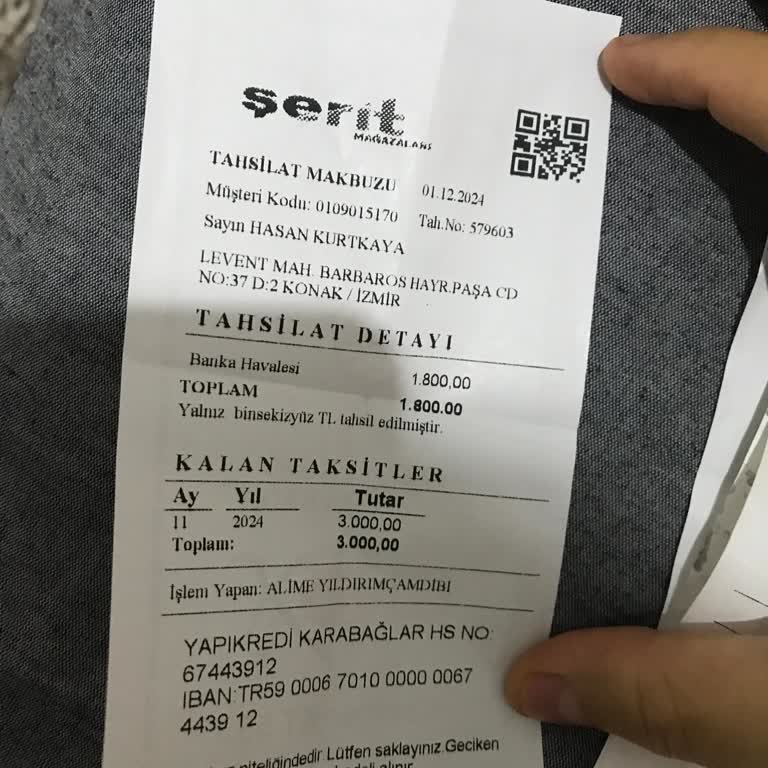 şerit
MAĞAZALARI
TAHSİLAT MAKBUZU 01.12.2024
Müşteri Kodu: 0109015170 Tah.No: 579603
Sayın HASAN KURTKAYA
LEVENT MAH. BARBAROS HAYR.PAŞA CD
NO:37 D:2 KONAK / İZMİR
TAHSİLAT DETAYI
Banka Havalesi 1.800,00
TOPLAM 1.800.00
Yalnız binsekizyüz TL tahsil edilmiştir.
KALAN TAKSİTLER
Ay Yıl Tutar
11 2024 3.000,00
Toplam: 3.000,00
İşlem Yapan: ALİME YILDIRIMÇAMDİBİ
YAPIKREDİ KARABAĞLAR HS NO:
67443912
IBAN:TR59 0006 7010 0000 0067
4439 12
niteliğindedir Lütfen saklayınız.Geciken